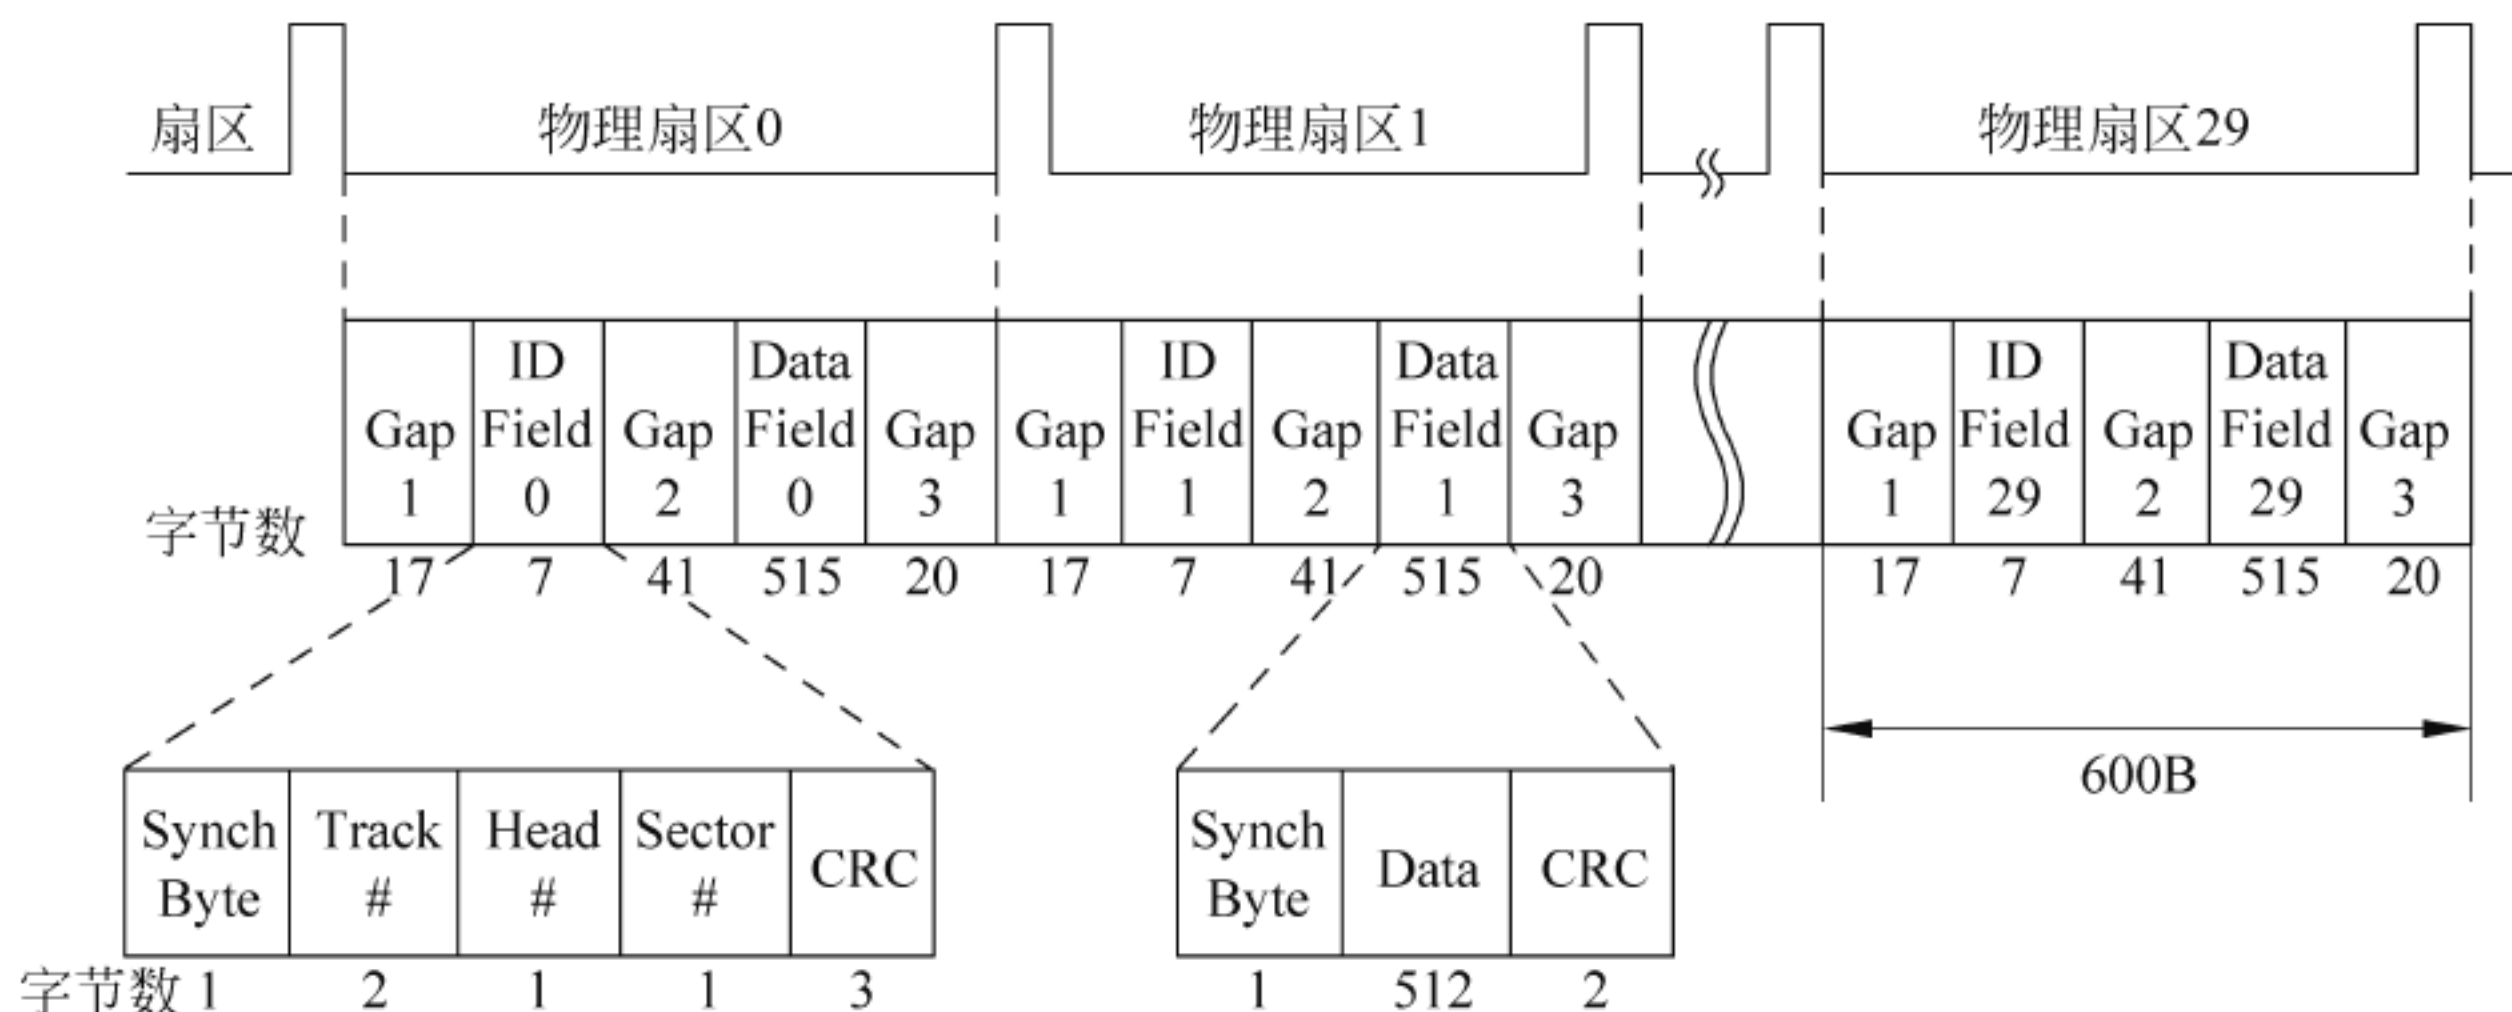 扇区 物理扇区0 物理扇区1 物理扇区29
Gap 1 ID Field 0 Gap 2 Data Field 0 Gap 3 Gap 1 ID Field 1 Gap 2 Data Field 1 Gap 3 Gap 1 ID Field 29 Gap 2 Data Field 29 Gap 3
字节数 17 7 41 515 20 17 7 41 515 20 17 7 41 515 20
600B
Synch Byte Track # Head # Sector # CRC Synch Byte Data CRC
字节数 1 2 1 1 3 1 512 2